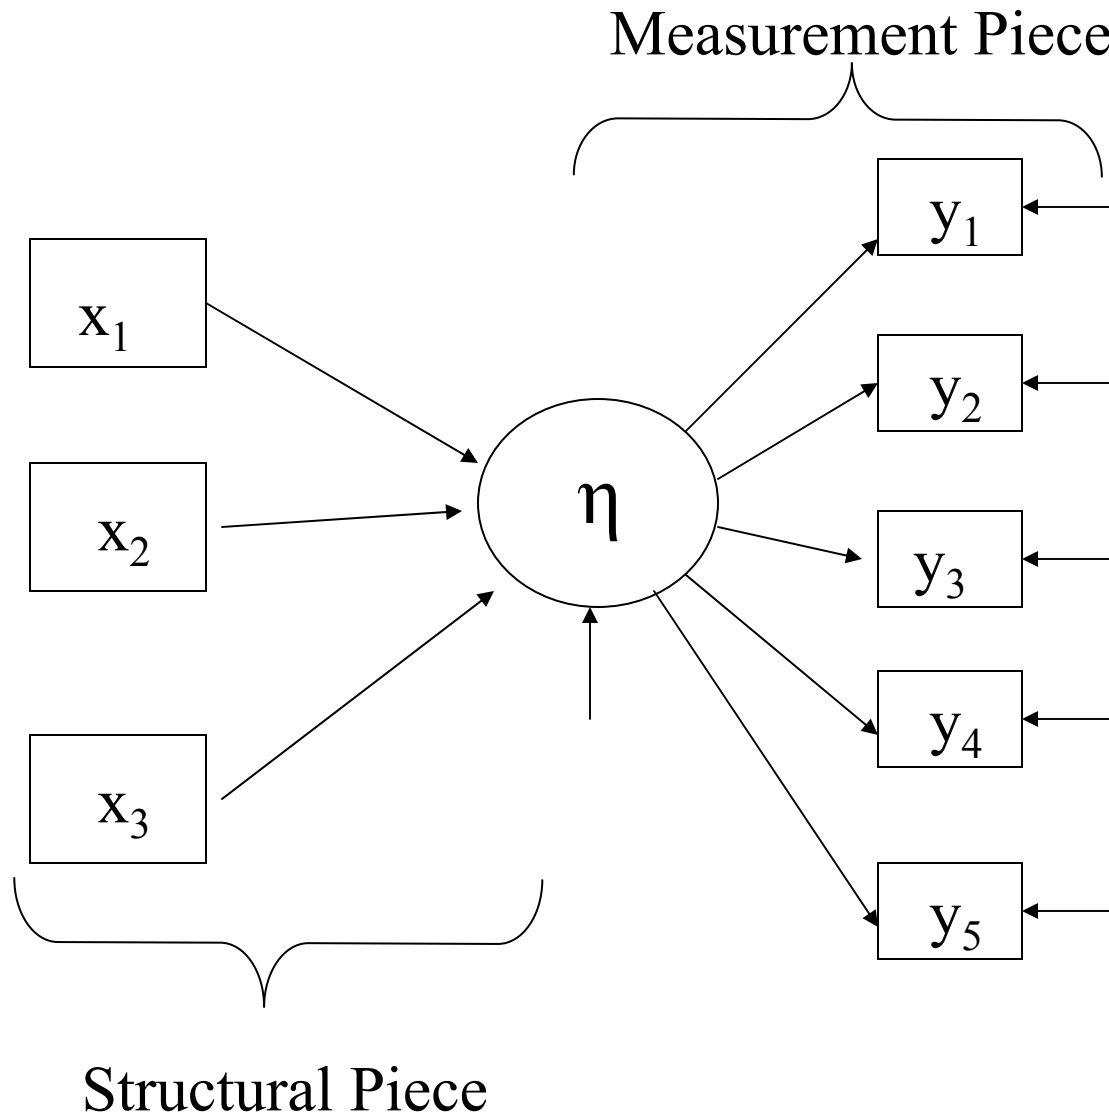 Measurement Piece
y1
x1
y2
η
x2
y3
y4
x3
y5
Structural Piece